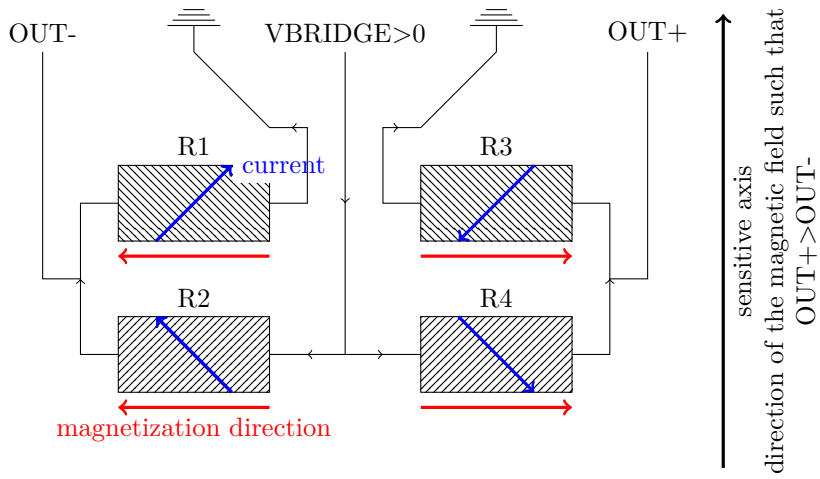 OUT-
VBRIDGE>0
OUT+
R1
current
R3
R2
R4
magnetization direction
sensitive axis
direction of the magnetic field such that
OUT+>OUT-